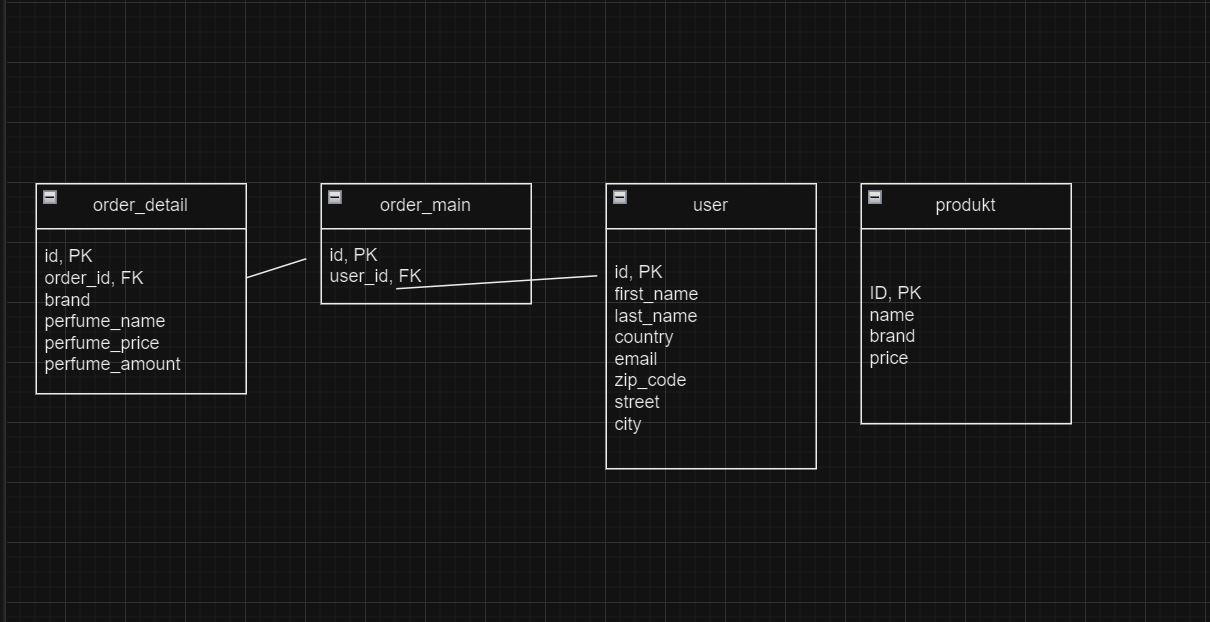 order_detail
id, PK
order_id, FK
brand
perfume_name
perfume_price
perfume_amount
order_main
id, PK
user_id, FK
user
id, PK
first_name
last_name
country
email
zip_code
street
city
produkt
ID, PK
name
brand
price